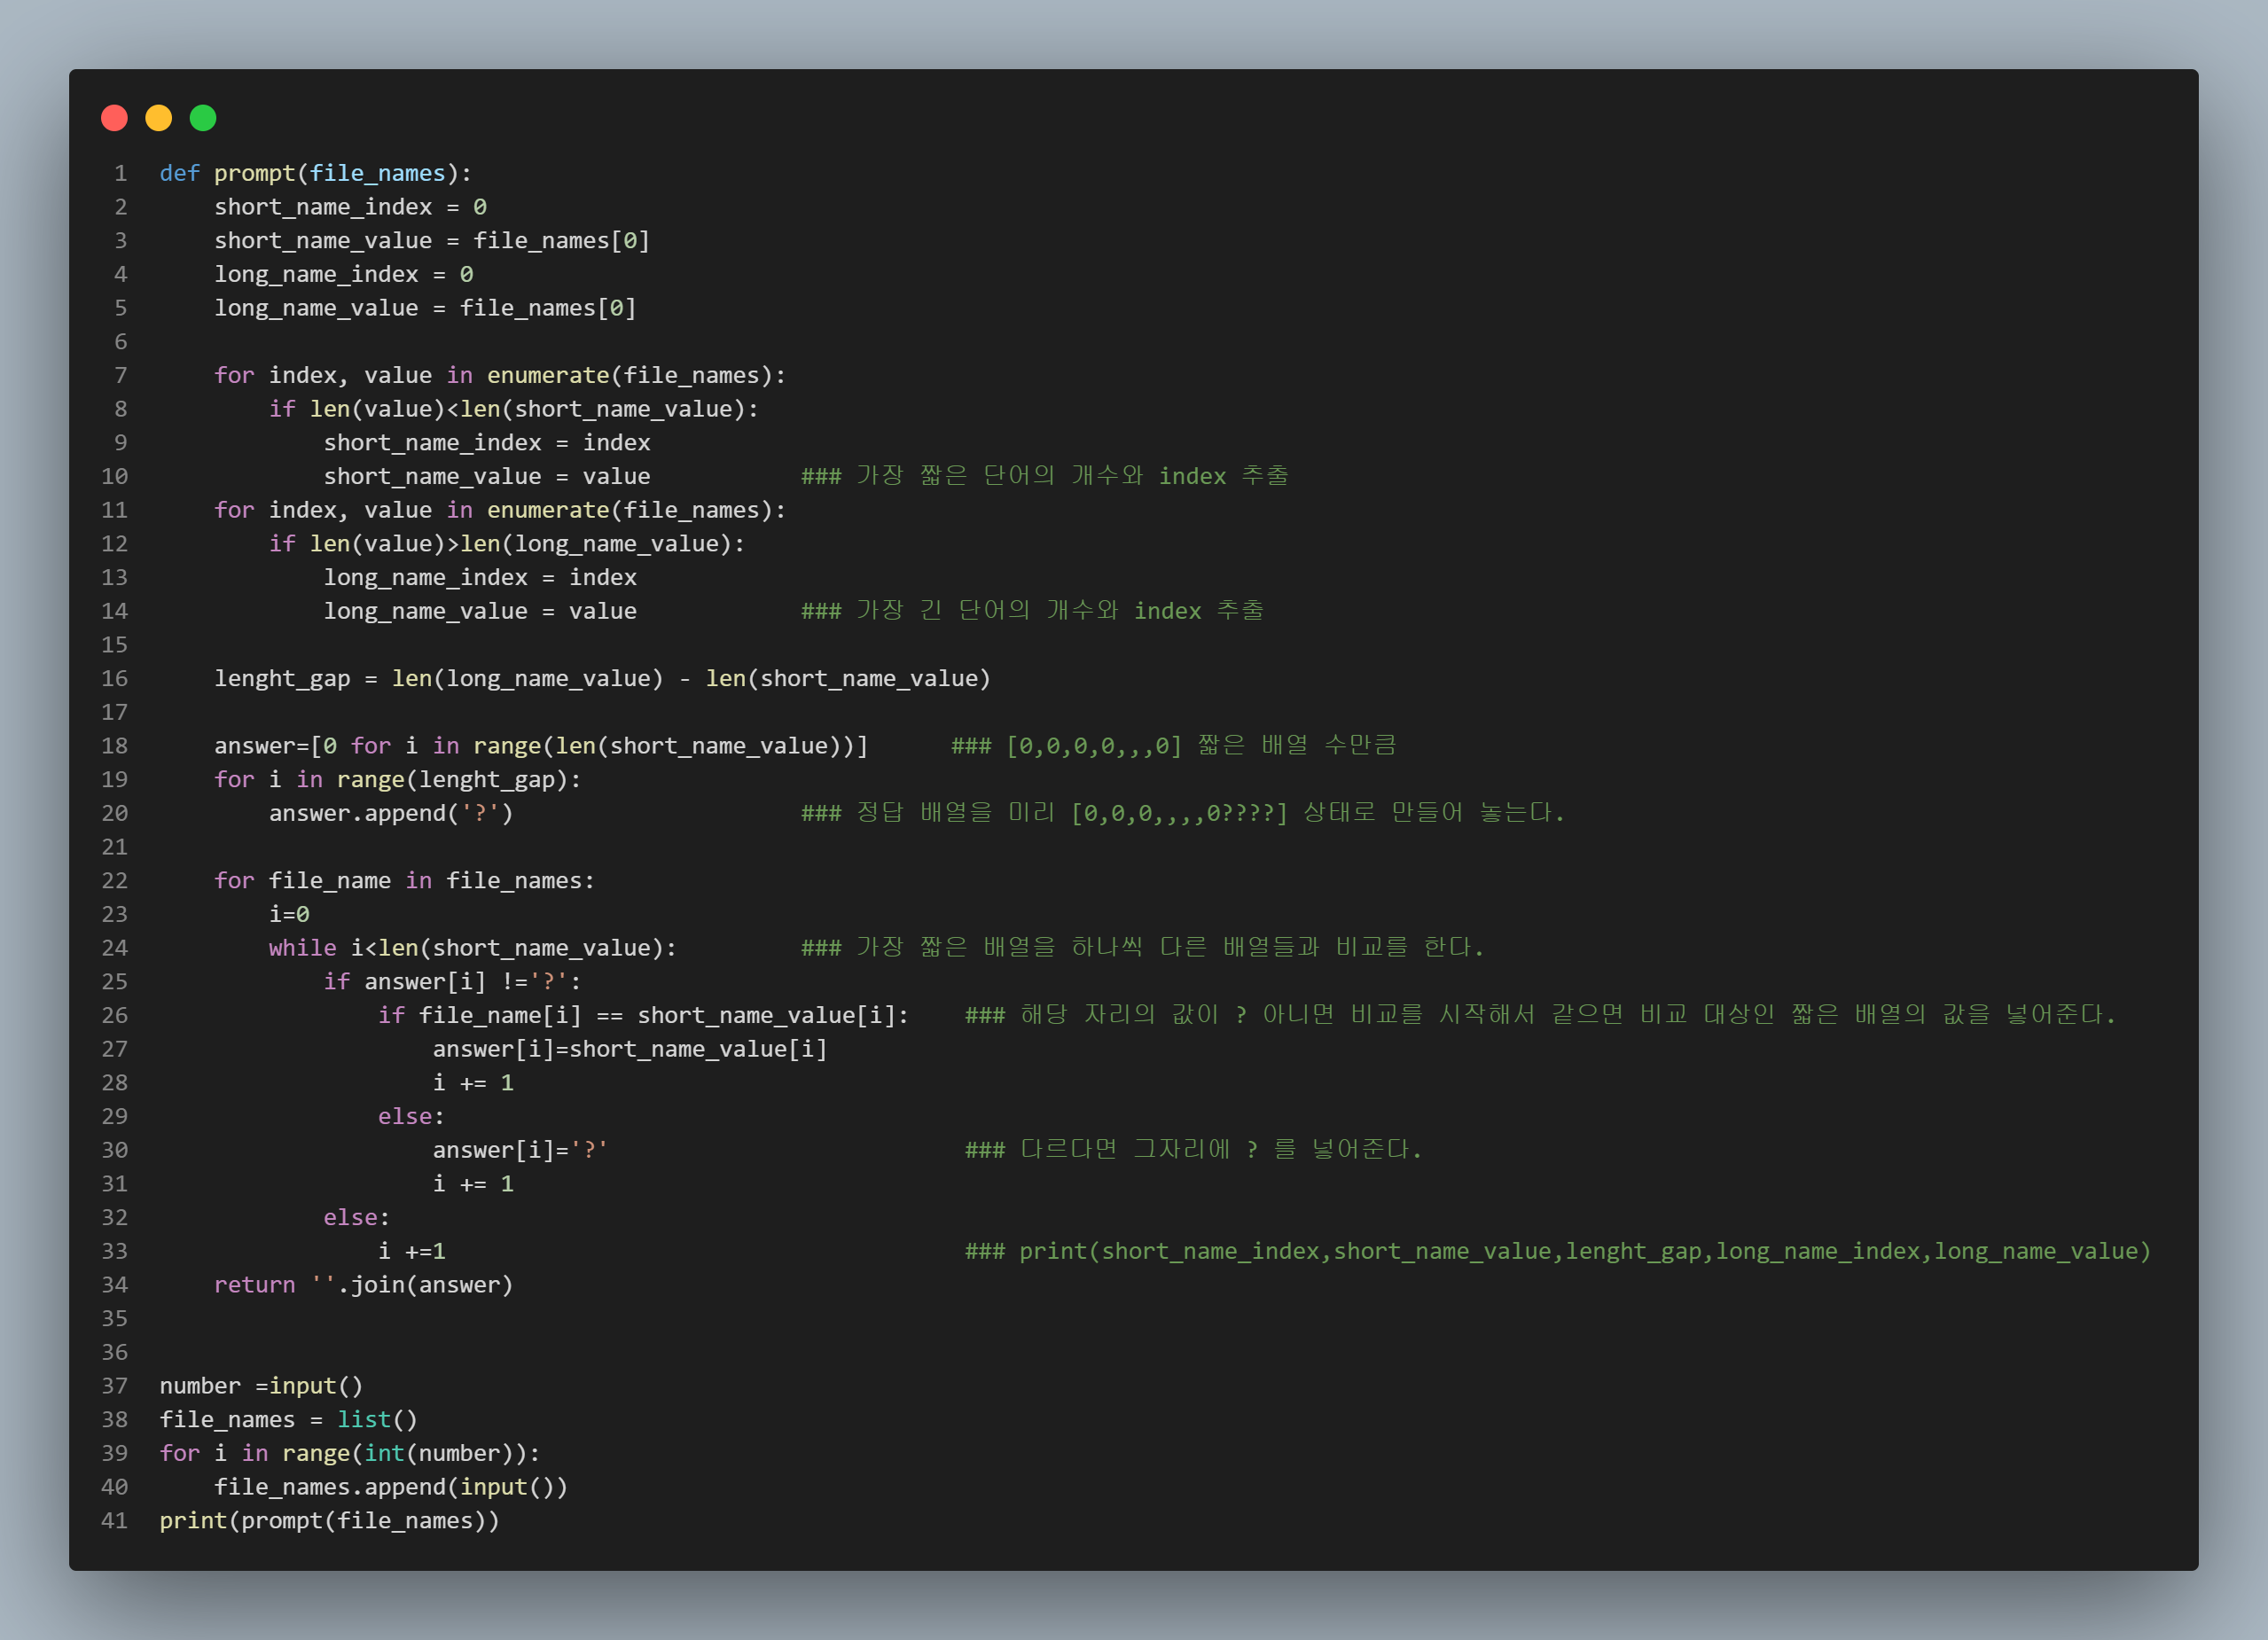 1 def prompt(file_names):
2     short_name_index = 0
3     short_name_value = file_names[0]
4     long_name_index = 0
5     long_name_value = file_names[0]
6
7     for index, value in enumerate(file_names):
8         if len(value)<len(short_name_value):
9             short_name_index = index
10             short_name_value = value           ### 가장 짧은 단어의 개수와 index 추출
11     for index, value in enumerate(file_names):
12         if len(value)>len(long_name_value):
13             long_name_index = index
14             long_name_value = value            ### 가장 긴 단어의 개수와 index 추출
15
16     lenght_gap = len(long_name_value) - len(short_name_value)
17
18     answer=[0 for i in range(len(short_name_value))]      ### [0,0,0,0,,,0] 짧은 배열 수만큼
19     for i in range(lenght_gap):
20         answer.append('?')                     ### 정답 배열을 미리 [0,0,0,,,,0????] 상태로 만들어 놓는다.
21
22     for file_name in file_names:
23         i=0
24         while i<len(short_name_value):         ### 가장 짧은 배열을 하나씩 다른 배열들과 비교를 한다.
25             if answer[i] !='?':
26                 if file_name[i] == short_name_value[i]:    ### 해당 자리의 값이 ? 아니면 비교를 시작해서 같으면 비교 대상인 짧은 배열의 값을 넣어준다.
27                     answer[i]=short_name_value[i]
28                     i += 1
29                 else:
30                     answer[i]='?'                          ### 다르다면 그자리에 ? 를 넣어준다.
31                     i += 1
32             else:
33                 i +=1                                      ### print(short_name_index,short_name_value,lenght_gap,long_name_index,long_name_value)
34     return ''.join(answer)
35
36
37 number =input()
38 file_names = list()
39 for i in range(int(number)):
40     file_names.append(input())
41 print(prompt(file_names))